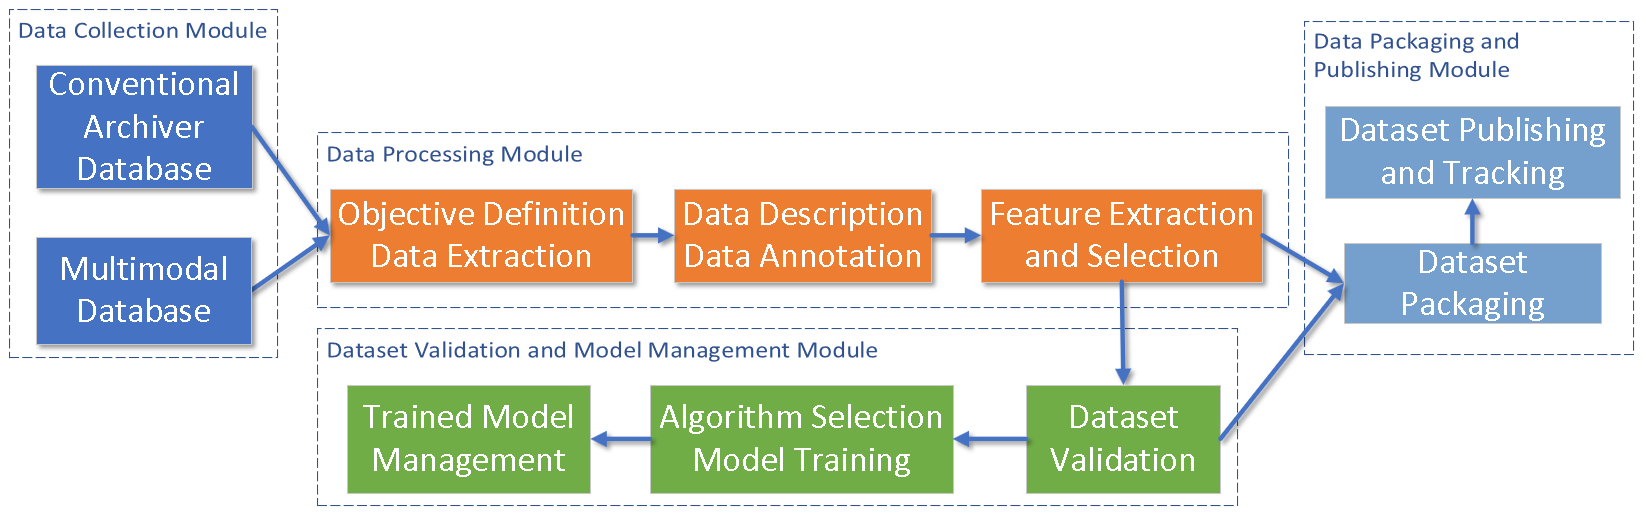 Data Collection Module
Conventional
Archiver
Database
Multimodal
Database
Data Processing Module
Objective Definition
Data Extraction
Data Description
Data Annotation
Feature Extraction
and Selection
Dataset Validation and Model Management Module
Trained Model
Management
Algorithm Selection
Model Training
Dataset
Validation
Data Packaging and
Publishing Module
Dataset Publishing
and Tracking
Dataset
Packaging